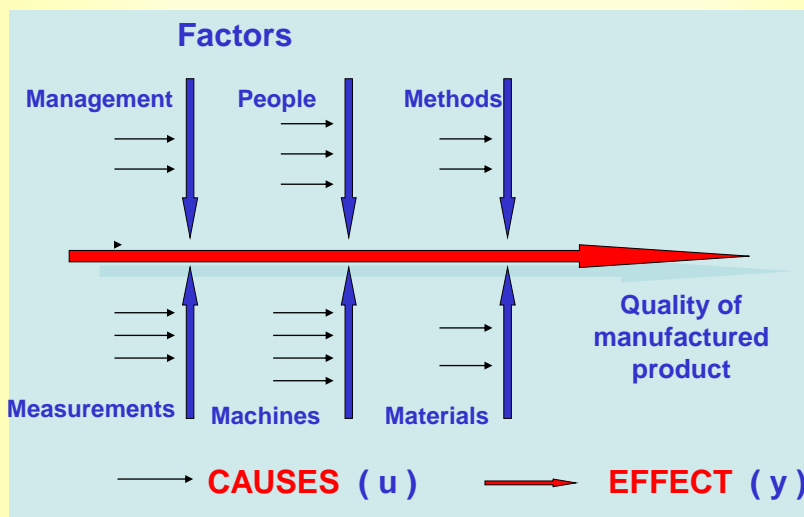 Factors
Management
People
Methods
Quality of
manufactured
product
Measurements
Machines
Materials
CAUSES ( u )
EFFECT ( y )